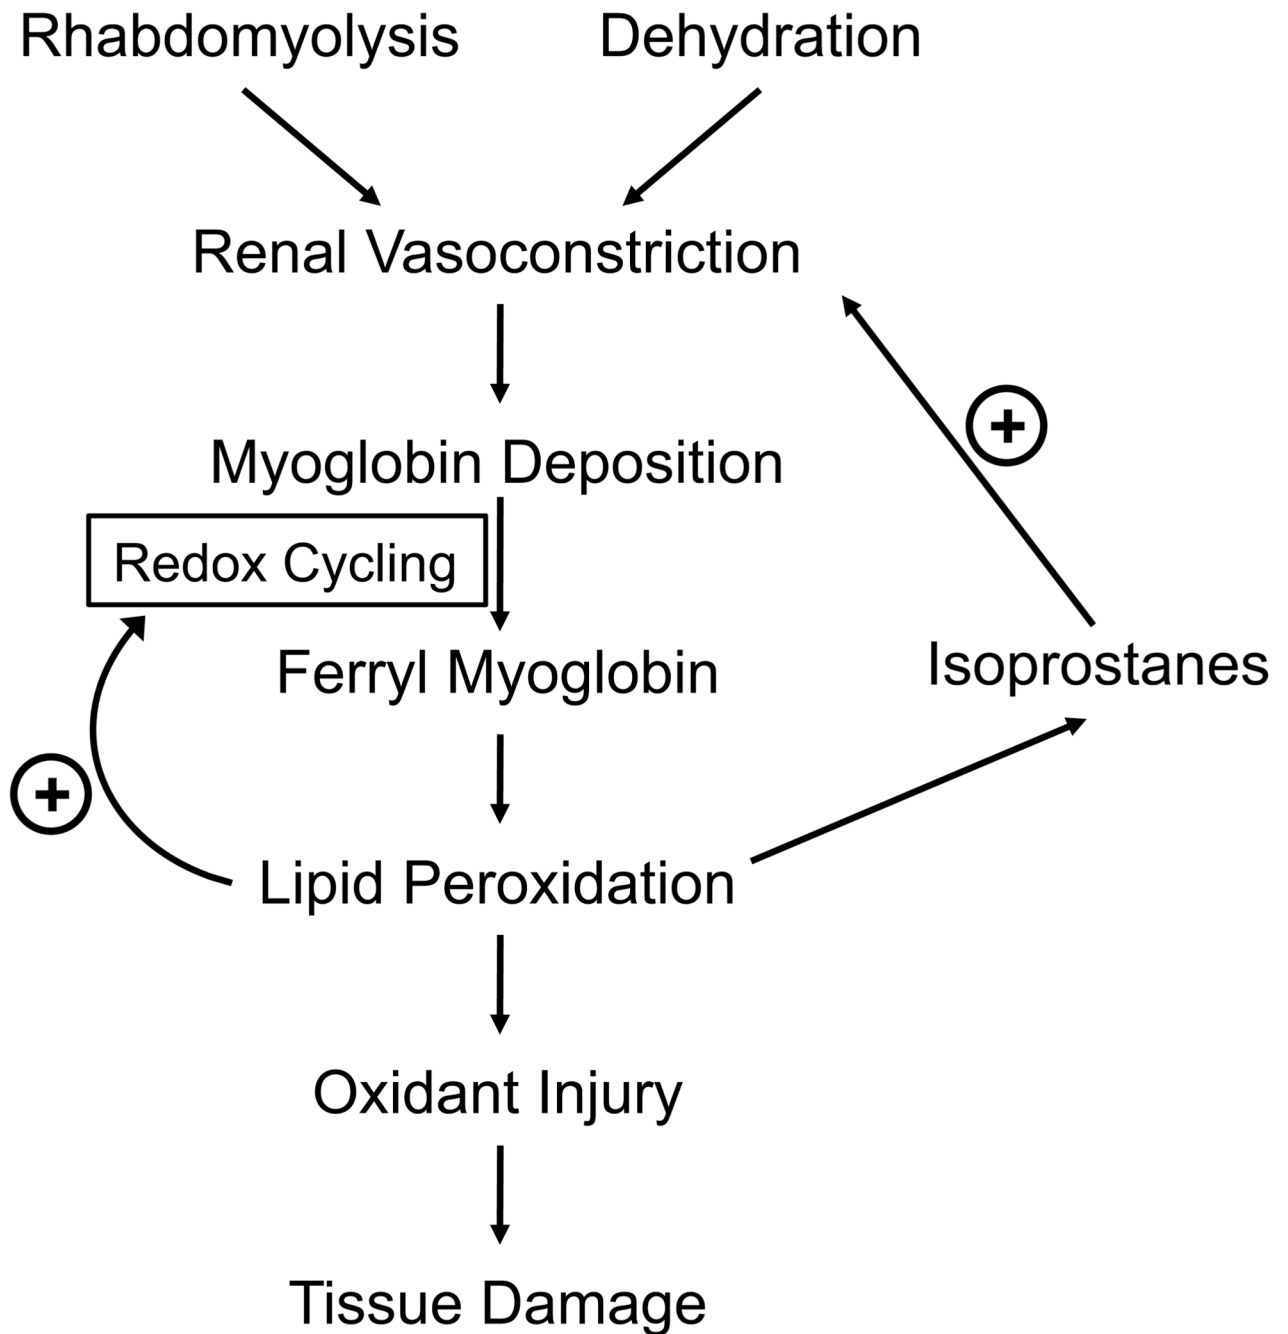 Rhabdomyolysis Dehydration
Renal Vasoconstriction
+
Myoglobin Deposition
Redox Cycling
Ferryl Myoglobin
Isoprostanes
+
Lipid Peroxidation
Oxidant Injury
Tissue Damage